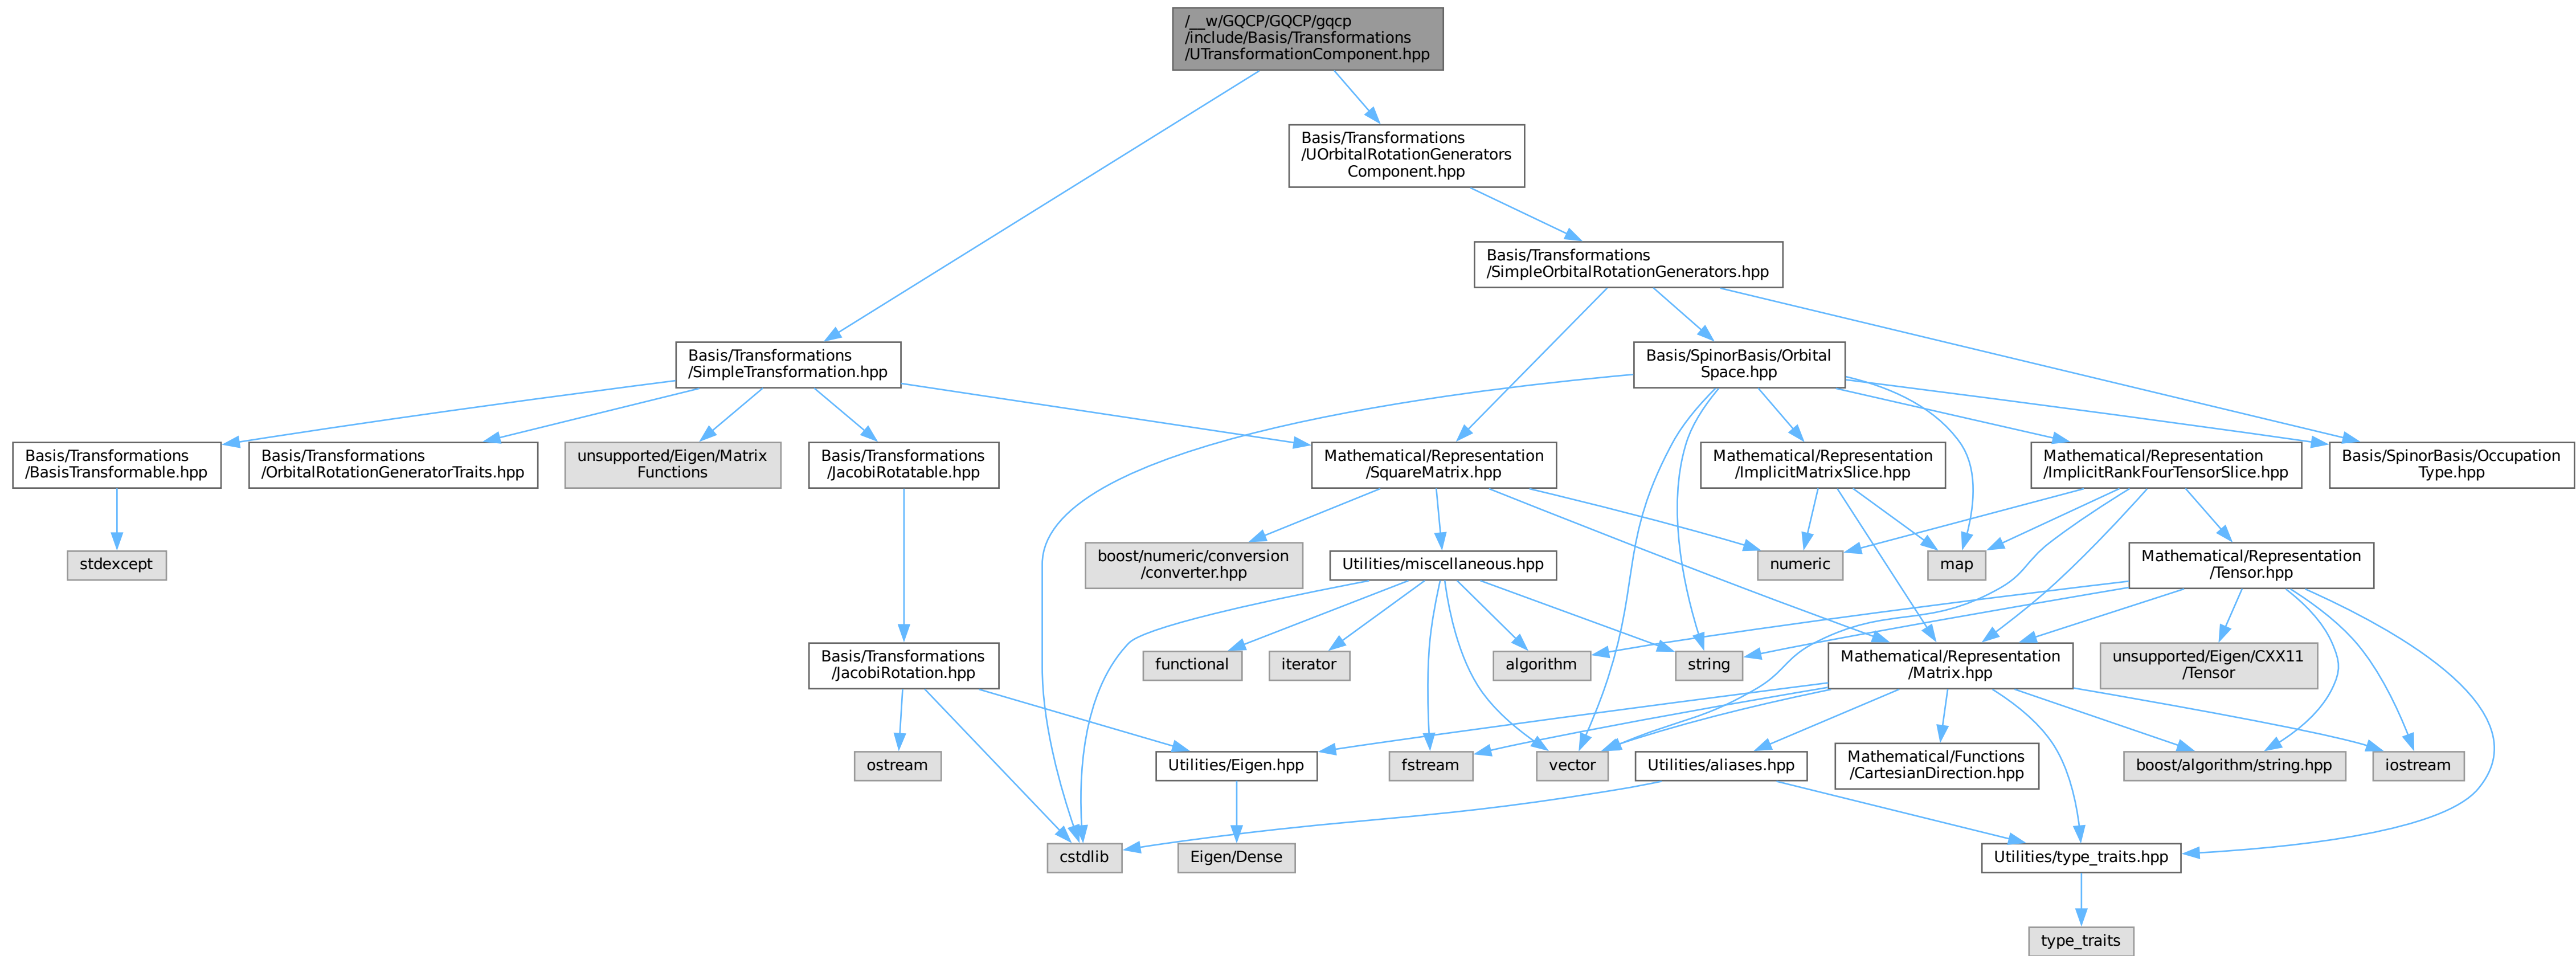 /__w/GQCP/GQCP/gqcp
/include/Basis/Transformations
/UTransformationComponent.hpp
Basis/Transformations
/UOrbitalRotationGenerators
Component.hpp
Basis/Transformations
/SimpleOrbitalRotationGenerators.hpp
Basis/Transformations
/SimpleTransformation.hpp
Basis/SpinorBasis/Orbital
Space.hpp
Basis/Transformations
/BasisTransformable.hpp
Basis/Transformations
/OrbitalRotationGeneratorTraits.hpp
unsupported/Eigen/Matrix
Functions
Basis/Transformations
/JacobiRotatable.hpp
Mathematical/Representation
/SquareMatrix.hpp
Mathematical/Representation
/ImplicitMatrixSlice.hpp
Mathematical/Representation
/ImplicitRankFourTensorSlice.hpp
Basis/SpinorBasis/Occupation
Type.hpp
stdexcept
boost/numeric/conversion
/converter.hpp
Utilities/miscellaneous.hpp
numeric
map
Mathematical/Representation
/Tensor.hpp
Basis/Transformations
/JacobiRotation.hpp
functional
iterator
algorithm
string
Mathematical/Representation
/Matrix.hpp
unsupported/Eigen/CXX11
/Tensor
ostream
Utilities/Eigen.hpp
fstream
vector
Utilities/aliases.hpp
Mathematical/Functions
/CartesianDirection.hpp
boost/algorithm/string.hpp
iostream
cstdlib
Eigen/Dense
Utilities/type_traits.hpp
type_traits